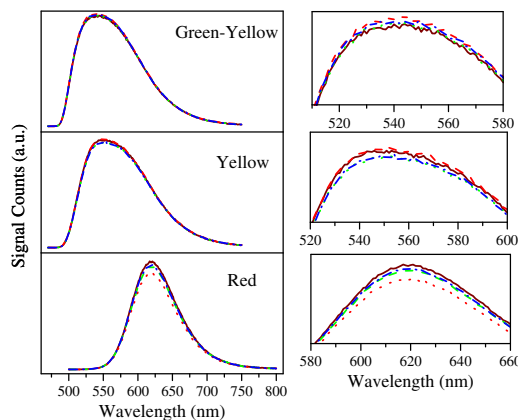 Green-Yellow
520 540 560 580
Yellow
520 540 560 580 600
Signal Counts (a.u.)
Red
500 550 600 650 700 750 800
580 600 620 640 660
Wavelength (nm)
Wavelength (nm)